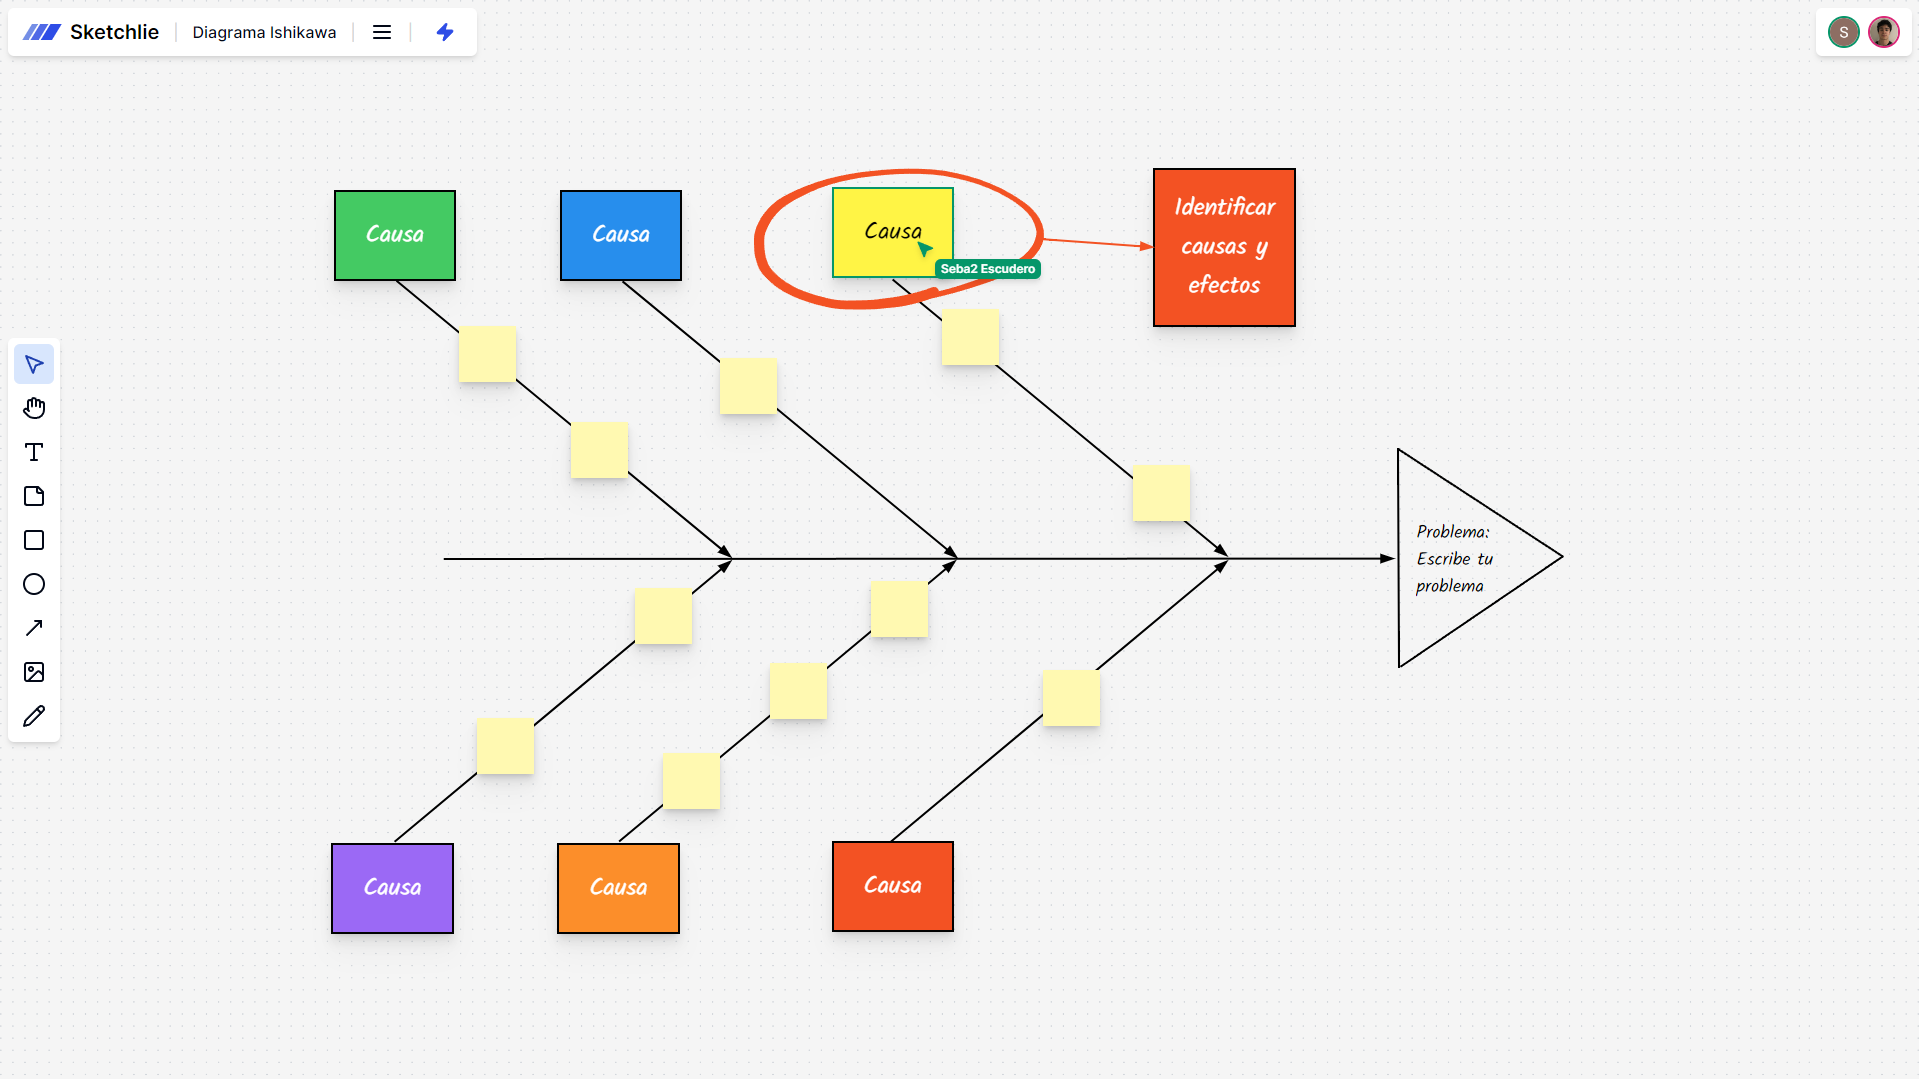 Sketchlie
Diagrama Ishikawa
S
Causa
Causa
Causa
Seba2 Escudero
Identificar
causas y
efectos
Problema:
Escribe tu
problema
Causa
Causa
Causa